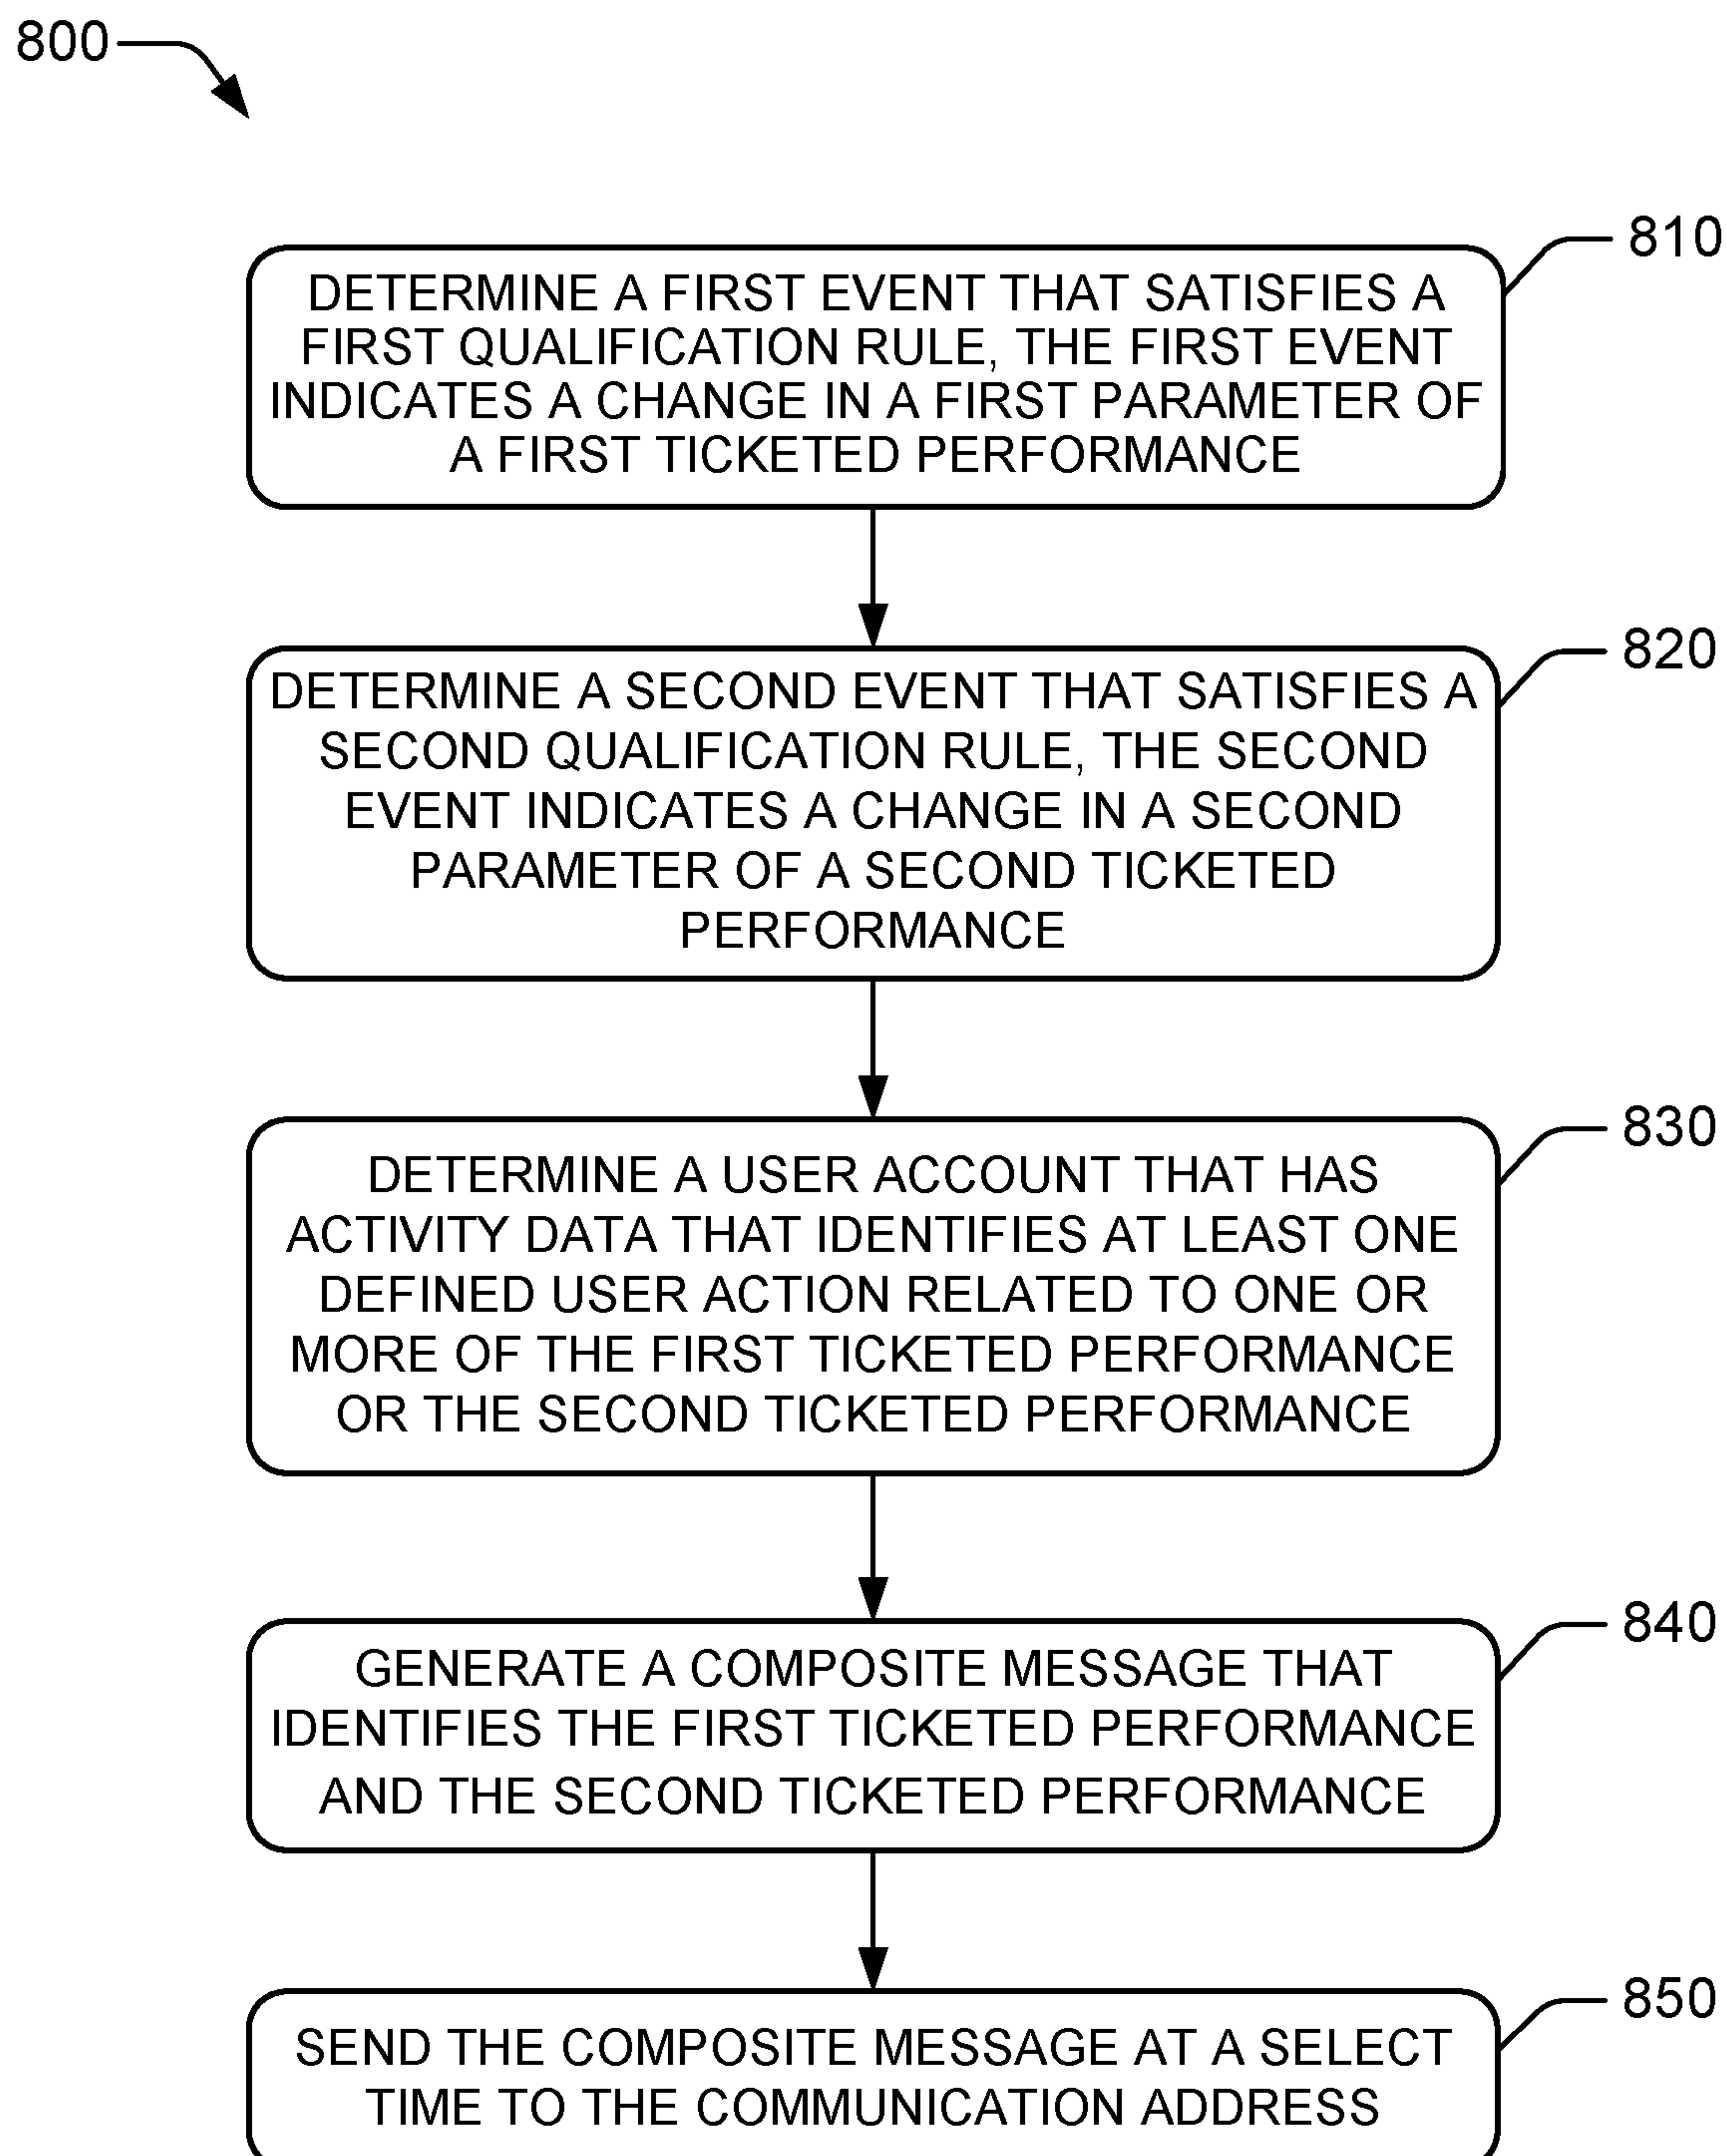 800
810
DETERMINE A FIRST EVENT THAT SATISFIES A
FIRST QUALIFICATION RULE, THE FIRST EVENT
INDICATES A CHANGE IN A FIRST PARAMETER OF
A FIRST TICKETED PERFORMANCE
820
DETERMINE A SECOND EVENT THAT SATISFIES A
SECOND QUALIFICATION RULE, THE SECOND
EVENT INDICATES A CHANGE IN A SECOND
PARAMETER OF A SECOND TICKETED
PERFORMANCE
830
DETERMINE A USER ACCOUNT THAT HAS
ACTIVITY DATA THAT IDENTIFIES AT LEAST ONE
DEFINED USER ACTION RELATED TO ONE OR
MORE OF THE FIRST TICKETED PERFORMANCE
OR THE SECOND TICKETED PERFORMANCE
840
GENERATE A COMPOSITE MESSAGE THAT
IDENTIFIES THE FIRST TICKETED PERFORMANCE
AND THE SECOND TICKETED PERFORMANCE
850
SEND THE COMPOSITE MESSAGE AT A SELECT
TIME TO THE COMMUNICATION ADDRESS